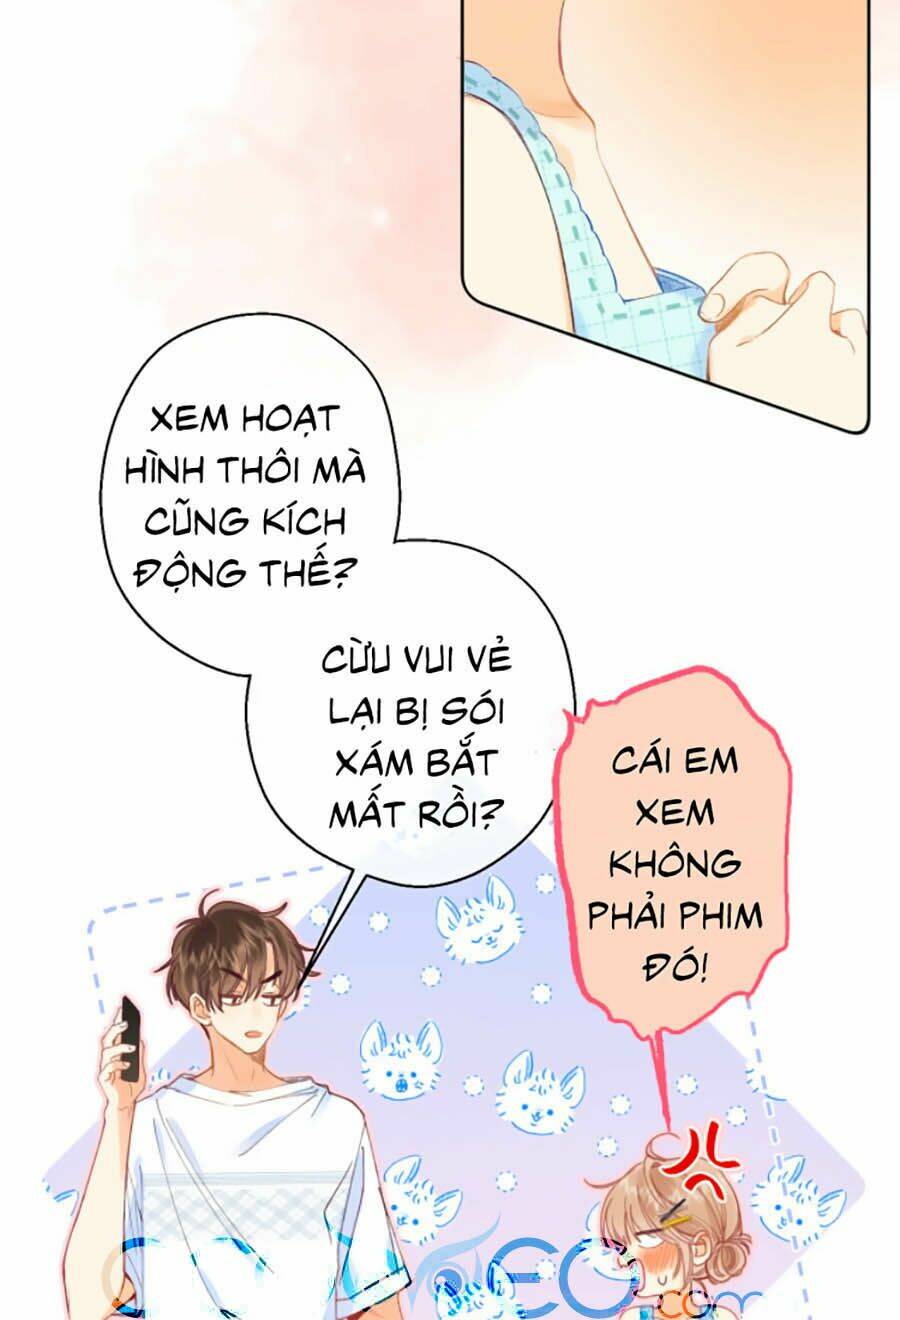 XEM HOẠT
HÌNH THÔI MÀ
CŨNG KÍCH
ĐỘNG THẾ?
CỪU VUI VẺ
LẠI BỊ SÓI
XÁM BẮT
MẤT RỒI?
CÁI EM
XEM
KHÔNG
PHẢI PHIM
ĐÓ!